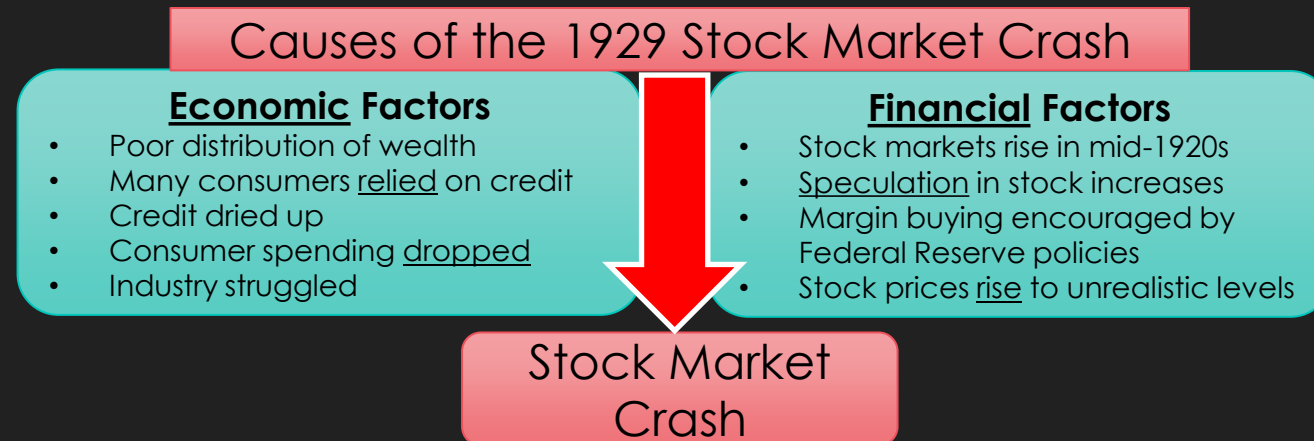 Causes of the 1929 Stock Market Crash
Economic Factors
• Poor distribution of wealth
• Many consumers relied on credit
• Credit dried up
• Consumer spending dropped
• Industry struggled
Financial Factors
• Stock markets rise in mid-1920s
• Speculation in stock increases
• Margin buying encouraged by
Federal Reserve policies
• Stock prices rise to unrealistic levels
Stock Market
Crash